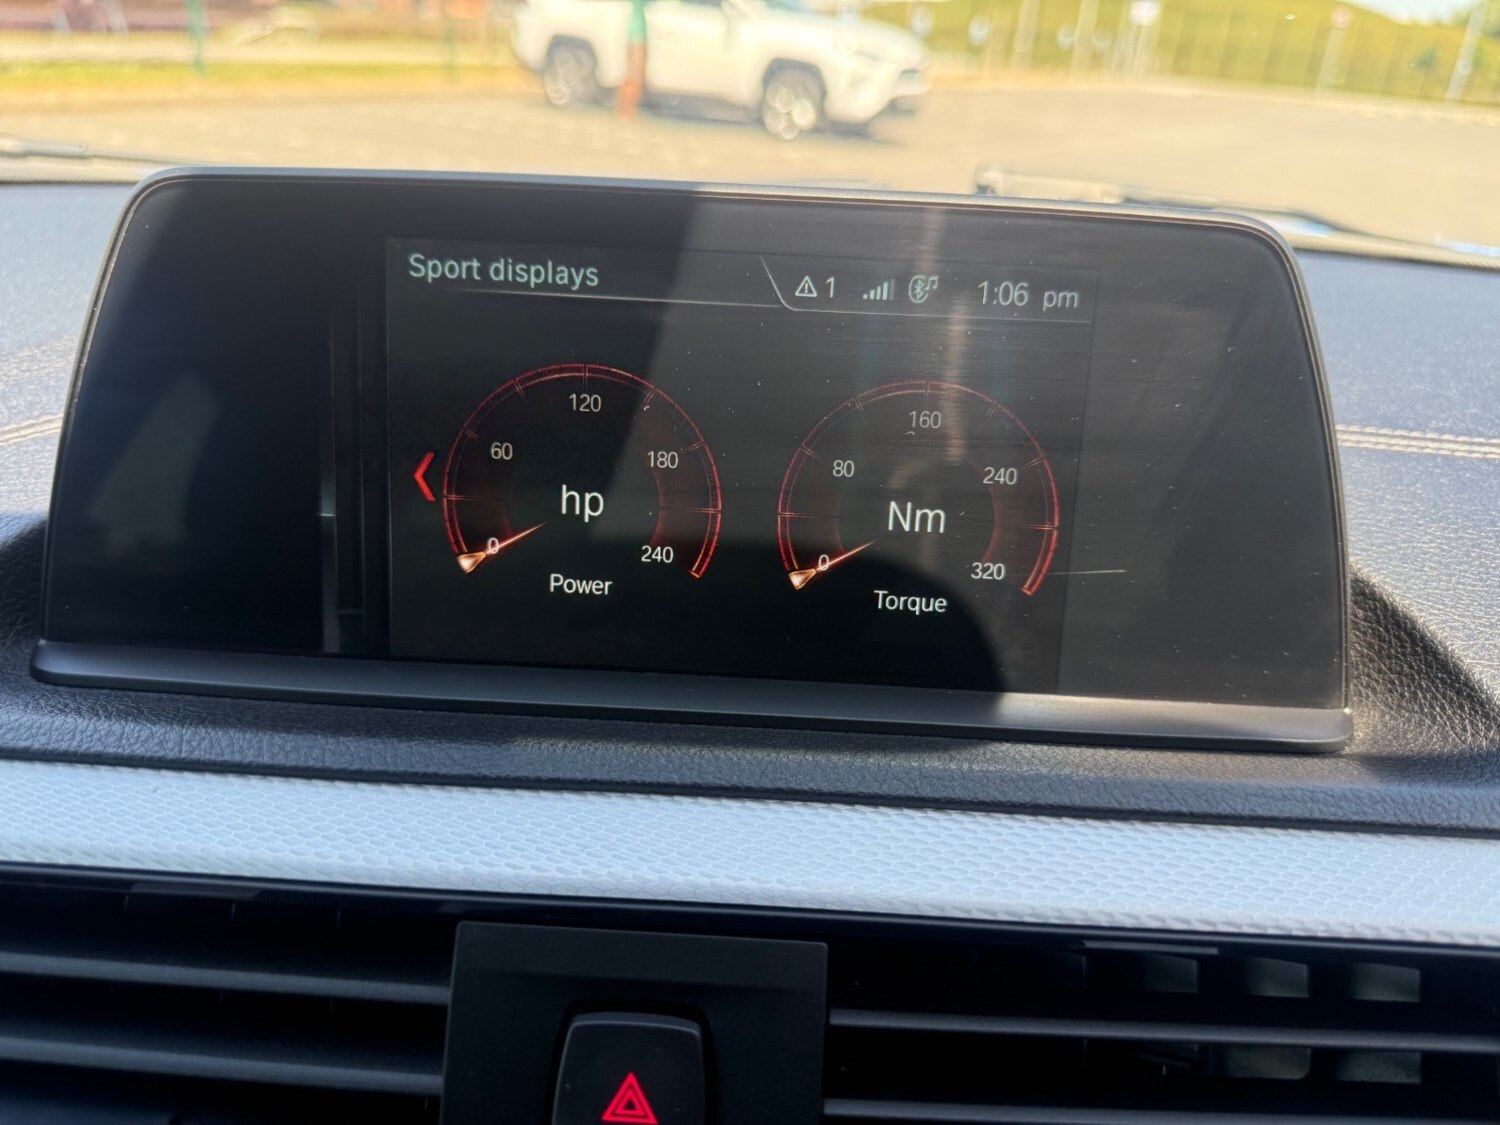 Sport displays
1
1:06 pm
120
60
180
hp
0
240
Power
160
80
240
Nm
0
320
Torque